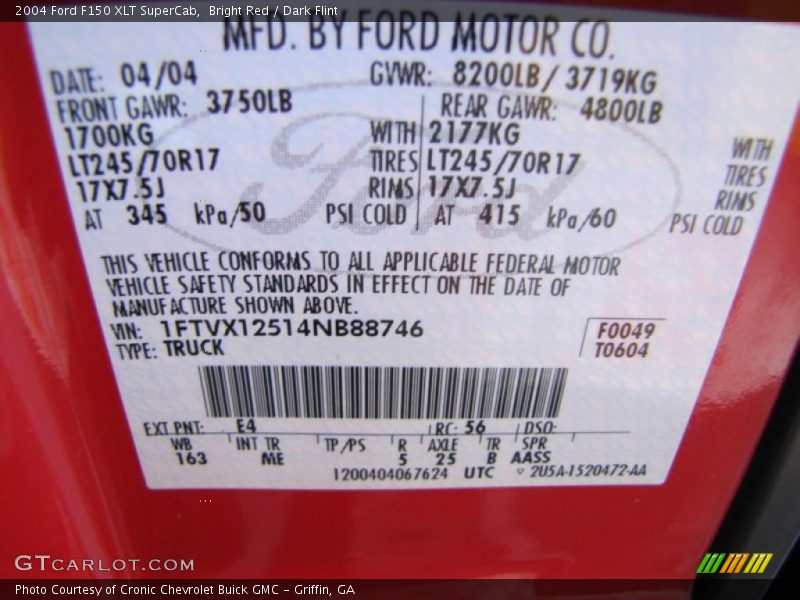 2004 Ford F150 XLT SuperCab, Bright Red / Dark Flint
MFD. BY FORD MOTOR CO.
DATE: 04/04 GVWR: 8200LB / 3719KG
FRONT GAWR: 3750LB REAR GAWR: 4800LB
1700KG WITH 2177KG WITH
LT245/70R17 TIRES LT245/70R17 TIRES
17X7.5J RIMS 17X7.5J RIMS
AT 345 kPa/50 PSI COLD AT 415 kPa/60 PSI COLD
Ford
THIS VEHICLE CONFORMS TO ALL APPLICABLE FEDERAL MOTOR
VEHICLE SAFETY STANDARDS IN EFFECT ON THE DATE OF
MANUFACTURE SHOWN ABOVE.
VIN: 1FTVX12514NB88746 F0049
TYPE: TRUCK T0604
EXT PNT: E4 RC: 56 DSO:
WB INT TR TP/PS R AXLE TR SPR
163 ME 5 25 B AASS
1200404067624 UTC 2U5A-1520472-AA
GTCARLOT.COM
Photo Courtesy of Cronic Chevrolet Buick GMC - Griffin, GA